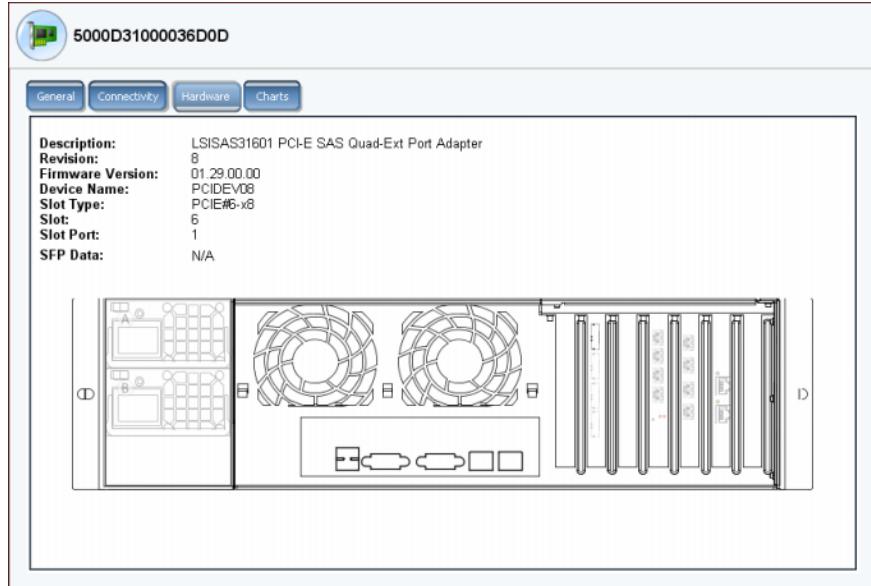 5000D31000036D0D
General Connectivity Hardware Charts
Description: LSISAS31601 PCI-E SAS Quad-Ext Port Adapter
Revision: 8
Firmware Version: 01.29.00.00
Device Name: PCIDEV08
Slot Type: PCIE#6-x8
Slot: 6
Slot Port: 1
SFP Data: N/A
A
B